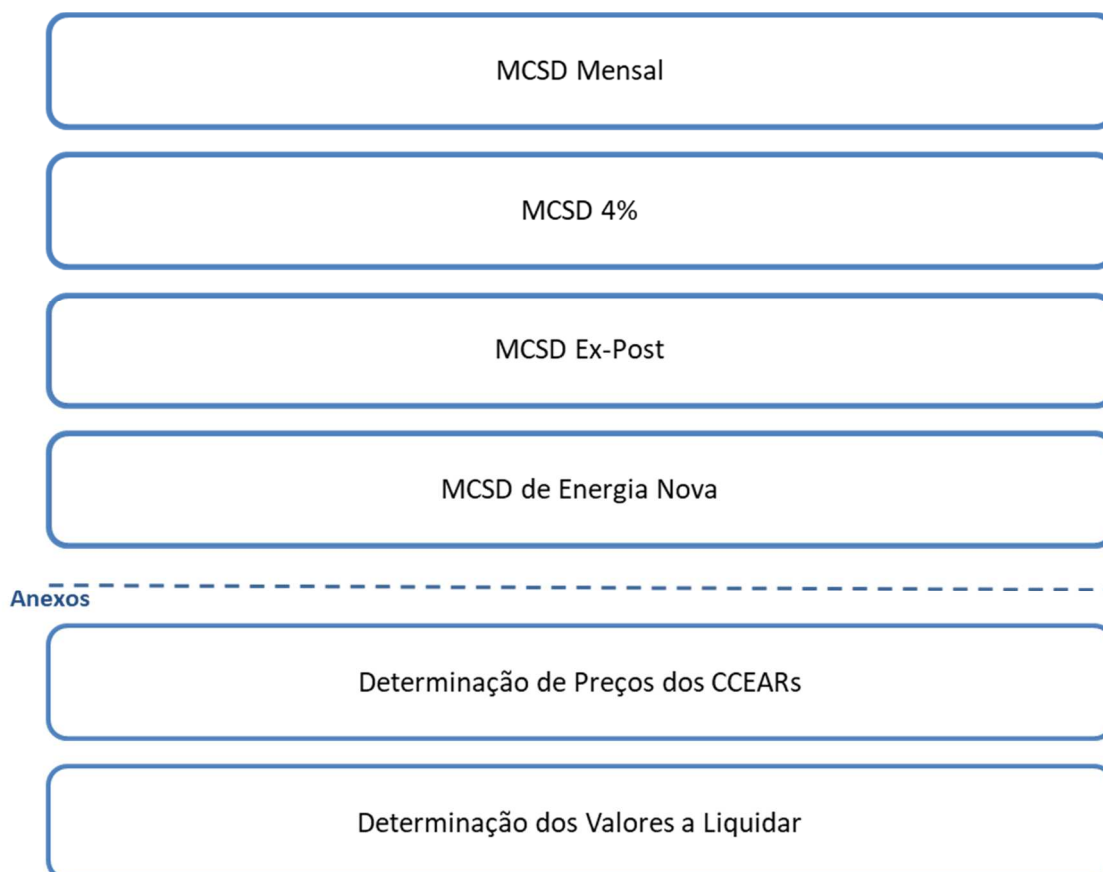 MCSD Mensal
MCSD 4%
MCSD Ex-Post
MCSD de Energia Nova
Anexos
Determinação de Preços dos CCEARs
Determinação dos Valores a Liquidar